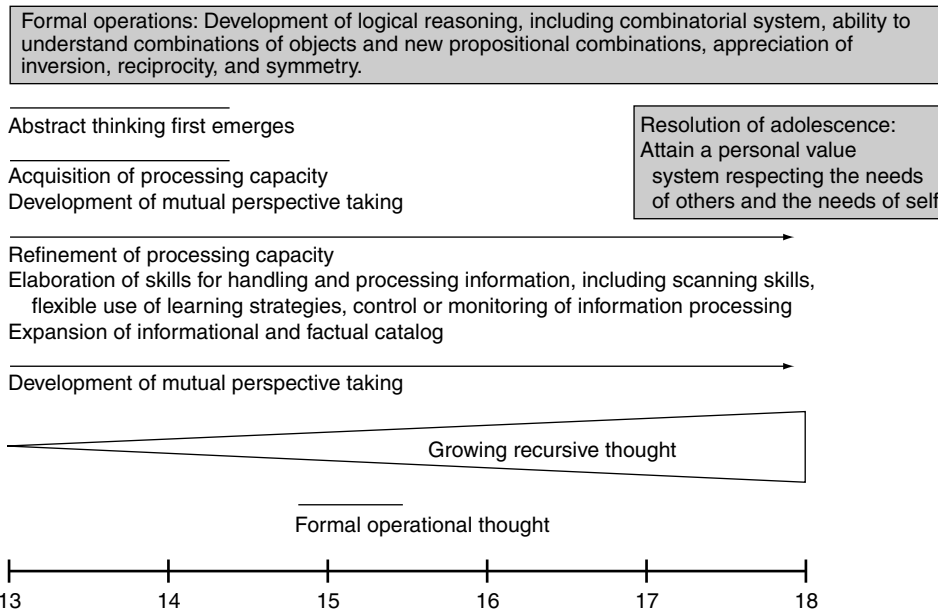 Formal operations: Development of logical reasoning, including combinatorial system, ability to
understand combinations of objects and new propositional combinations, appreciation of
inversion, reciprocity, and symmetry.
Abstract thinking first emerges
Resolution of adolescence:
Attain a personal value
system respecting the needs
of others and the needs of self
Acquisition of processing capacity
Development of mutual perspective taking
Refinement of processing capacity
Elaboration of skills for handling and processing information, including scanning skills,
flexible use of learning strategies, control or monitoring of information processing
Expansion of informational and factual catalog
Development of mutual perspective taking
Growing recursive thought
Formal operational thought
13 14 15 16 17 18